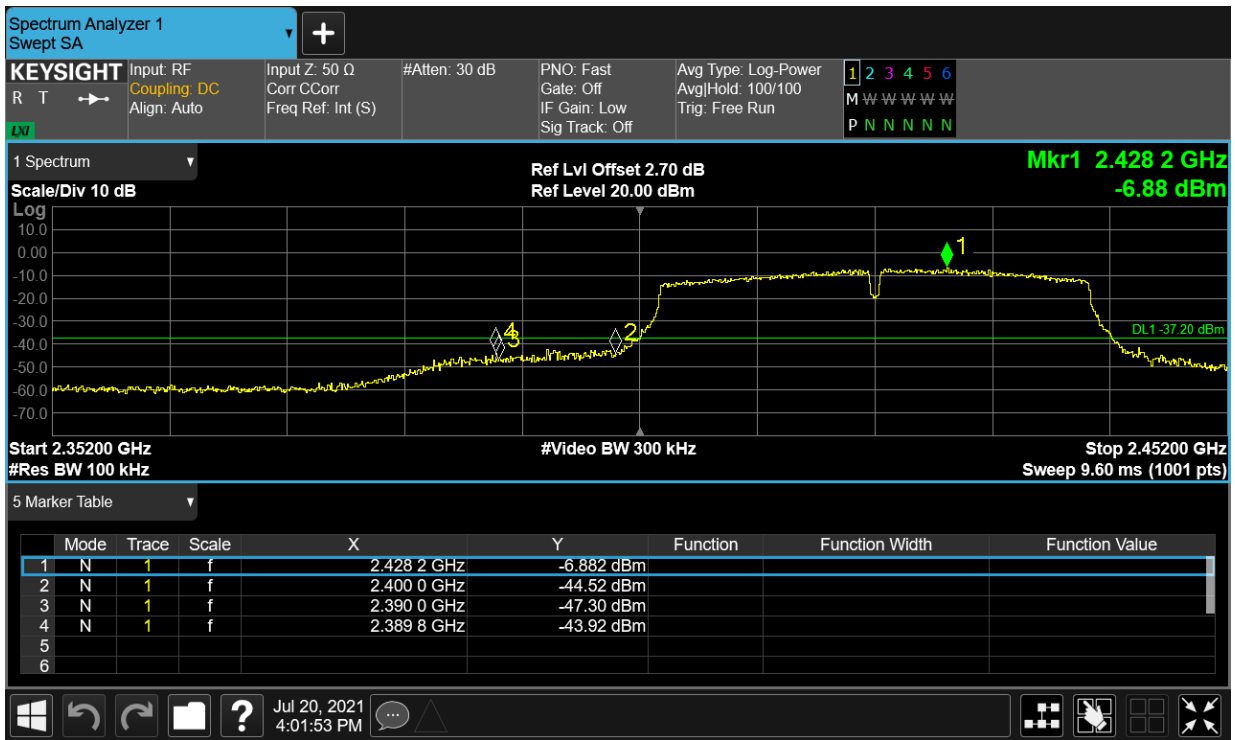 Spectrum Analyzer 1
Swept SA
+
KEYSIGHT
R T
LXI
Input: RF
Coupling: DC
Align: Auto
Input Z: 50 Ω
Corr CCorr
Freq Ref: Int (S)
#Atten: 30 dB
PNO: Fast
Gate: Off
IF Gain: Low
Sig Track: Off
Avg Type: Log-Power
Avg|Hold: 100/100
Trig: Free Run
1 2 3 4 5 6
M W W W W W
P N N N N N
1 Spectrum
Scale/Div 10 dB
Ref Lvl Offset 2.70 dB
Ref Level 20.00 dBm
Mkr1 2.428 2 GHz
-6.88 dBm
Log
10.0
0.00
-10.0
-20.0
-30.0
-40.0
-50.0
-60.0
-70.0
1
4
3
2
DL1 -37.20 dBm
Start 2.35200 GHz
#Video BW 300 kHz
Stop 2.45200 GHz
#Res BW 100 kHz
Sweep 9.60 ms (1001 pts)
5 Marker Table
Mode Trace Scale X Y Function Function Width Function Value
1 N 1 f 2.428 2 GHz -6.882 dBm
2 N 1 f 2.400 0 GHz -44.52 dBm
3 N 1 f 2.390 0 GHz -47.30 dBm
4 N 1 f 2.389 8 GHz -43.92 dBm
5
6
?
Jul 20, 2021
4:01:53 PM